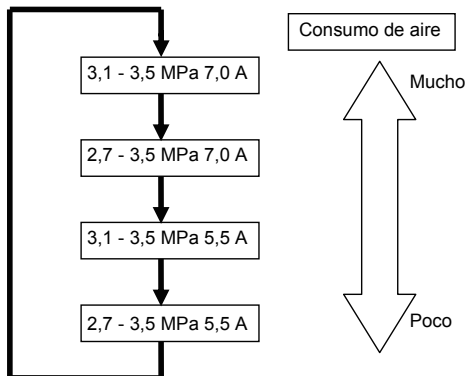 Consumo de aire
Mucho
3,1 - 3,5 MPa 7,0 A
2,7 - 3,5 MPa 7,0 A
3,1 - 3,5 MPa 5,5 A
2,7 - 3,5 MPa 5,5 A
Poco